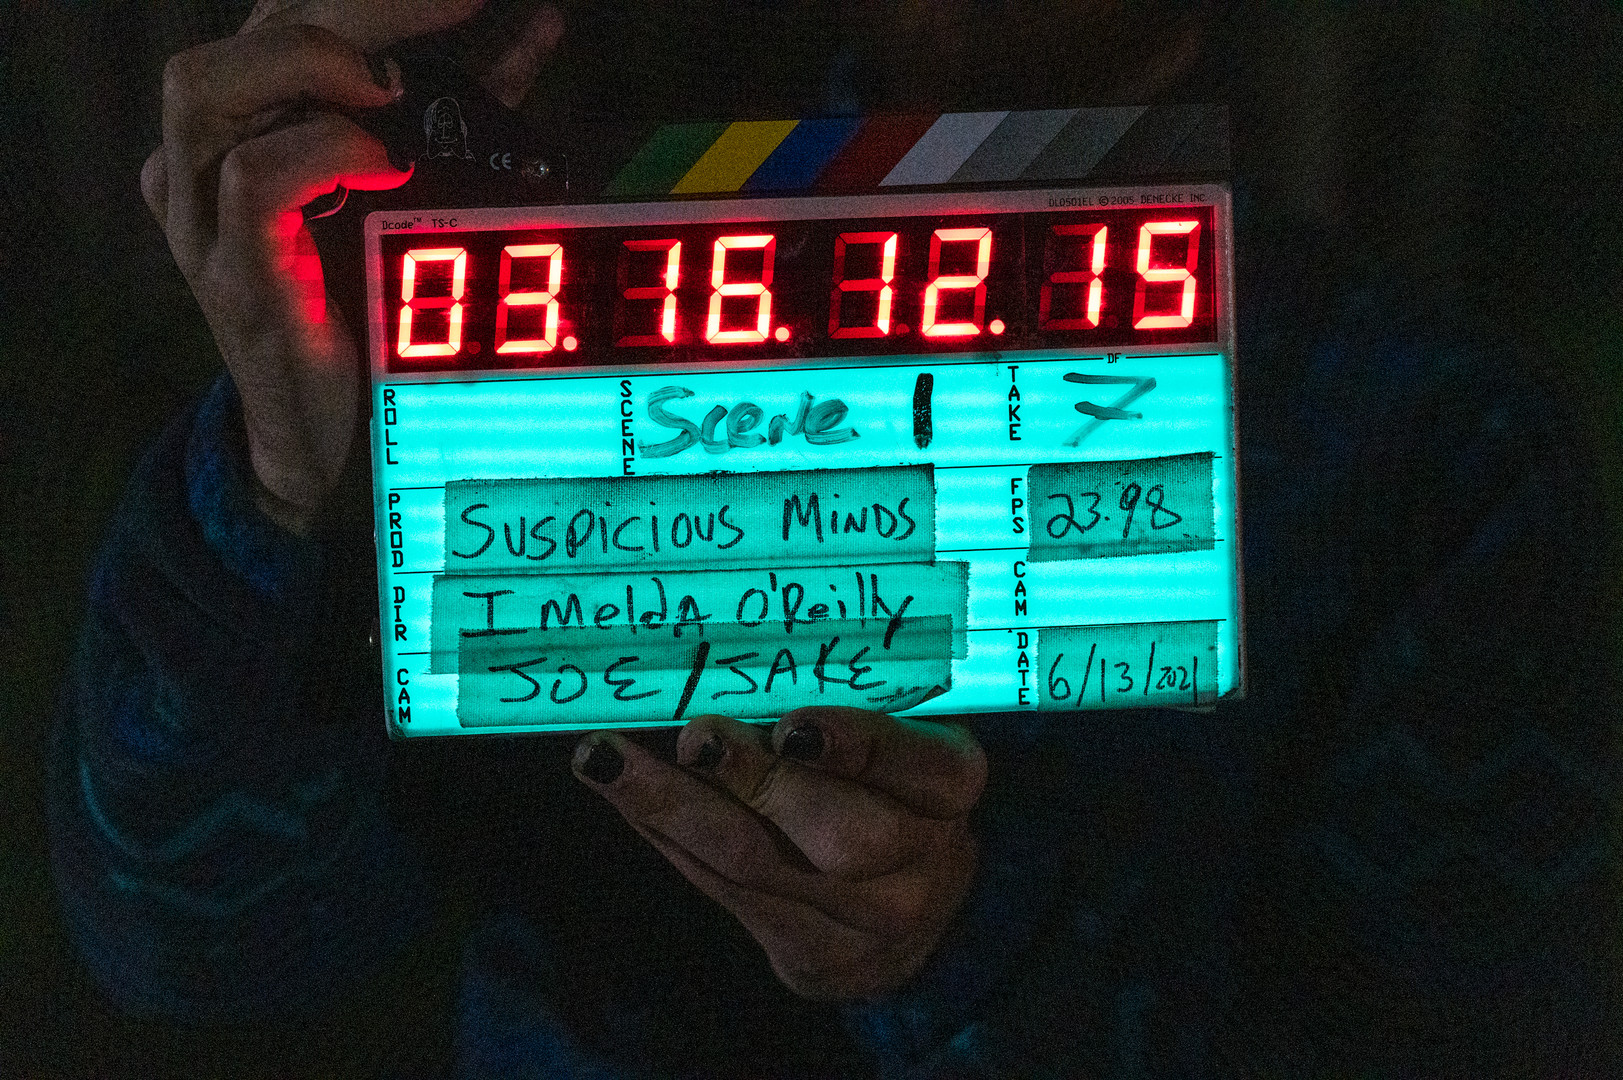 CE
Dcode™ TS-C
DL0501EL ©2005 DENECKE INC
03.16.12.15
DF
ROLL
SCENE Scene 1
TAKE 7
PROD Suspicious Minds
FPS 23.98
DIR Imelda O'Reilly
CAM
CAM JOE/JAKE
DATE 6/13/2021